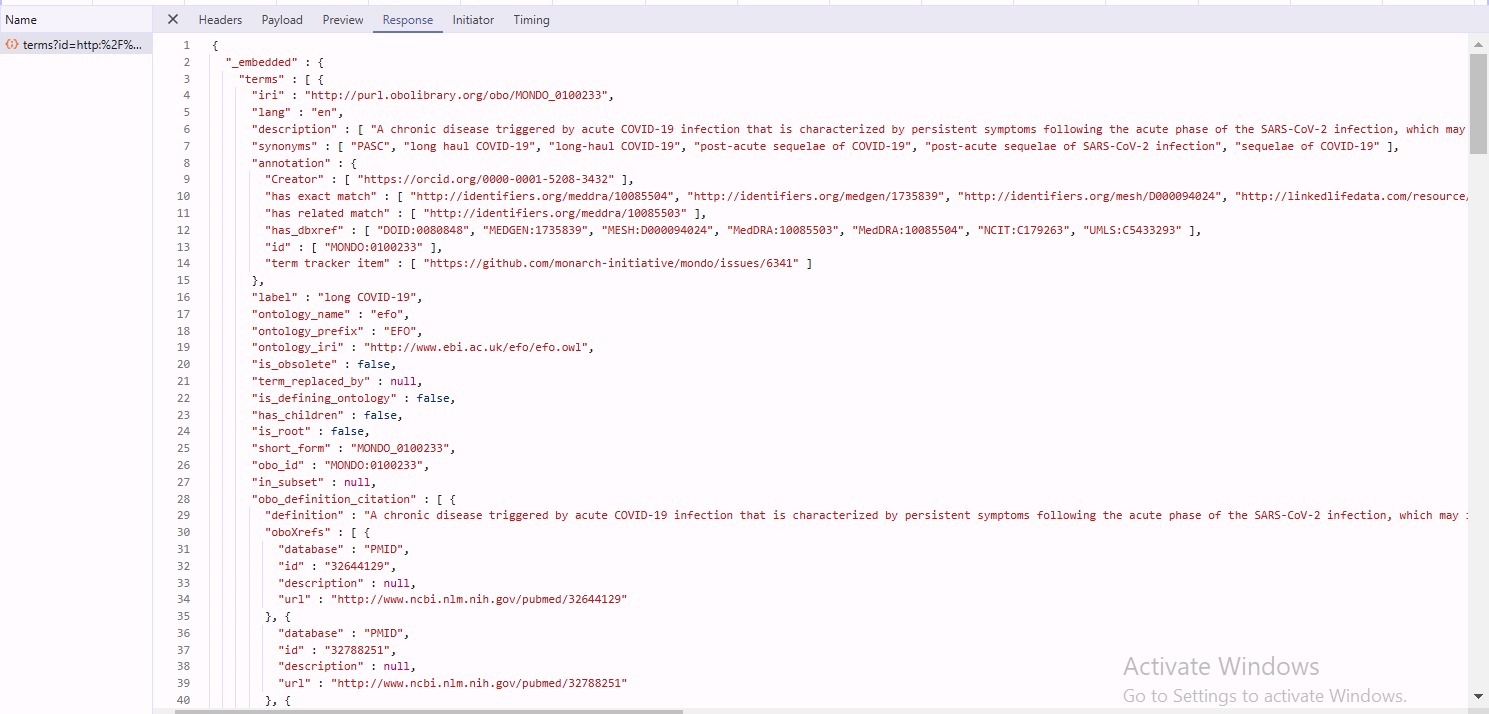 Name
Headers Payload Preview Response Initiator Timing
terms?id=http:%2F%...
1 {
2 "_embedded" : {
3 "terms" : [ {
4 "iri" : "http://purl.obolibrary.org/obo/MONDO_0100233",
5 "lang" : "en",
6 "description" : [ "A chronic disease triggered by acute COVID-19 infection that is characterized by persistent symptoms following the acute phase of the SARS-CoV-2 infection, which may
7 "synonyms" : [ "PASC", "long haul COVID-19", "long-haul COVID-19", "post-acute sequelae of COVID-19", "post-acute sequelae of SARS-CoV-2 infection", "sequelae of COVID-19" ],
8 "annotation" : {
9 "Creator" : [ "https://orcid.org/0000-0001-5208-3432" ],
10 "has exact match" : [ "http://identifiers.org/meddra/10085504", "http://identifiers.org/medgen/1735839", "http://identifiers.org/mesh/D000094024", "http://linkedlifedata.com/resource/
11 "has related match" : [ "http://identifiers.org/meddra/10085503" ],
12 "has_dbxref" : [ "DOID:0080848", "MEDGEN:1735839", "MESH:D000094024", "MedDRA:10085503", "MedDRA:10085504", "NCIT:C179263", "UMLS:C5433293" ],
13 "id" : [ "MONDO:0100233" ],
14 "term tracker item" : [ "https://github.com/monarch-initiative/mondo/issues/6341" ]
15 },
16 "label" : "long COVID-19",
17 "ontology_name" : "efo",
18 "ontology_prefix" : "EFO",
19 "ontology_iri" : "http://www.ebi.ac.uk/efo/efo.owl",
20 "is_obsolete" : false,
21 "term_replaced_by" : null,
22 "is_defining_ontology" : false,
23 "has_children" : false,
24 "is_root" : false,
25 "short_form" : "MONDO_0100233",
26 "obo_id" : "MONDO:0100233",
27 "in_subset" : null,
28 "obo_definition_citation" : [ {
29 "definition" : "A chronic disease triggered by acute COVID-19 infection that is characterized by persistent symptoms following the acute phase of the SARS-CoV-2 infection, which may
30 "oboXrefs" : [ {
31 "database" : "PMID",
32 "id" : "32644129",
33 "description" : null,
34 "url" : "http://www.ncbi.nlm.nih.gov/pubmed/32644129"
35 }, {
36 "database" : "PMID",
37 "id" : "32788251",
38 "description" : null,
39 "url" : "http://www.ncbi.nlm.nih.gov/pubmed/32788251"
40 }, {
Activate Windows
Go to Settings to activate Windows.